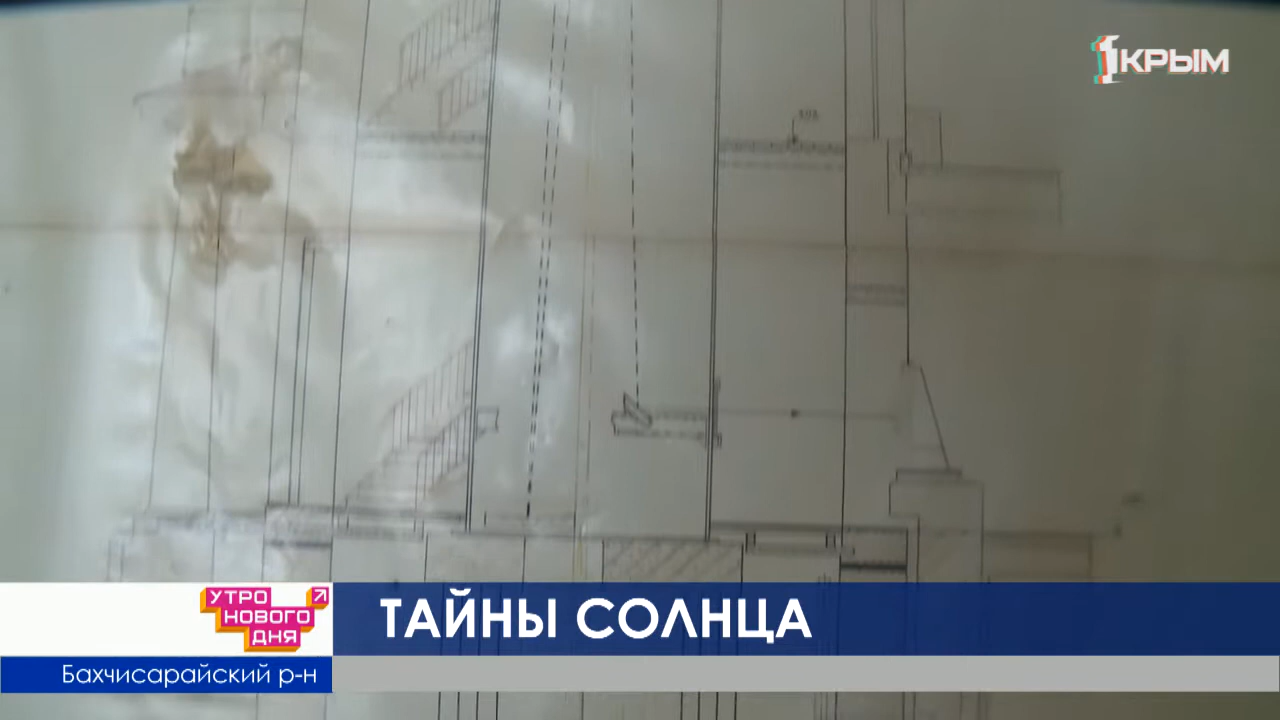 1КРЫМ
УТРО
НОВОГО
ДНЯ
ТАЙНЫ СОЛНЦА
Бахчисарайский р-н